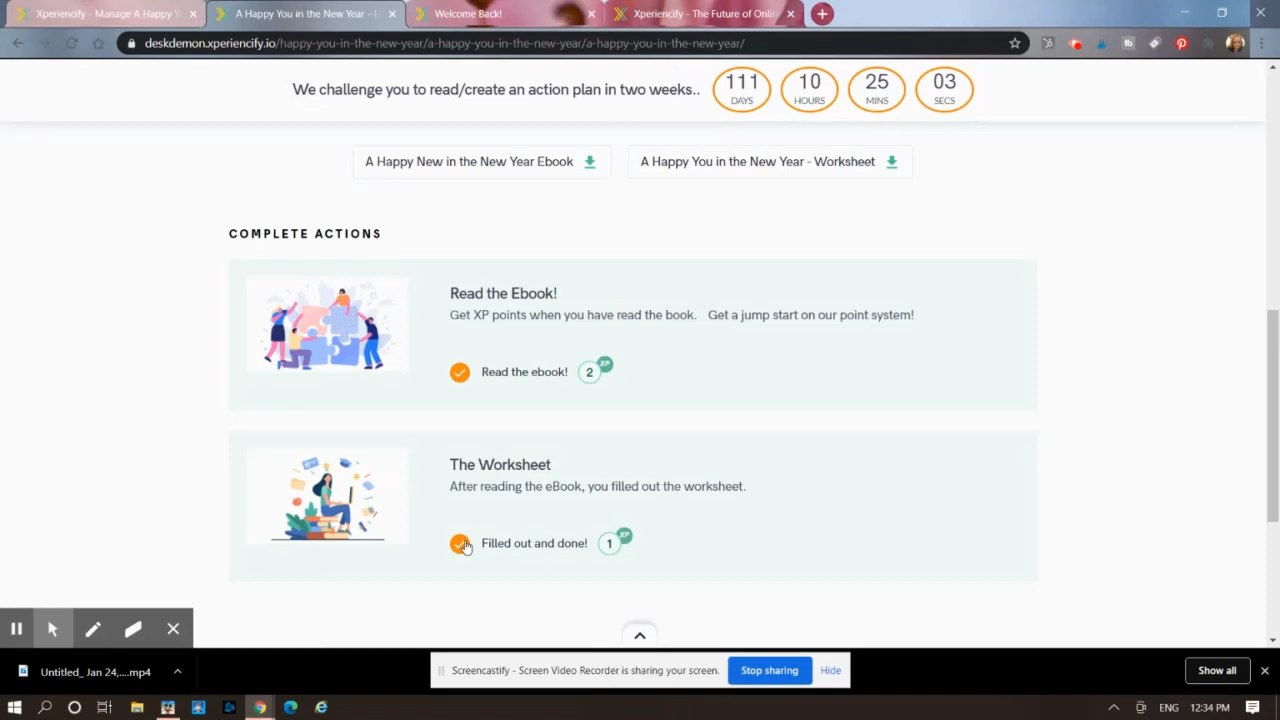 Xperiencify - Manage A Happy Y
A Happy You in the New Year - E
Welcome Back!
Xperiencify - The Future of Onlin
deskdemon.xperiencify.io/happy-you-in-the-new-year/a-happy-you-in-the-new-year/a-happy-you-in-the-new-year/
We challenge you to read/create an action plan in two weeks..
111 10 25 03
DAYS HOURS MINS SECS
A Happy New in the New Year Ebook
A Happy You in the New Year - Worksheet
COMPLETE ACTIONS
Read the Ebook!
Get XP points when you have read the book. Get a jump start on our point system!
Read the ebook! 2 XP
The Worksheet
After reading the eBook, you filled out the worksheet.
Filled out and done! 1 XP
Untitled_ Jan 24,....mp4
Screencastify - Screen Video Recorder is sharing your screen.
Stop sharing
Hide
Show all
ENG 12:34 PM